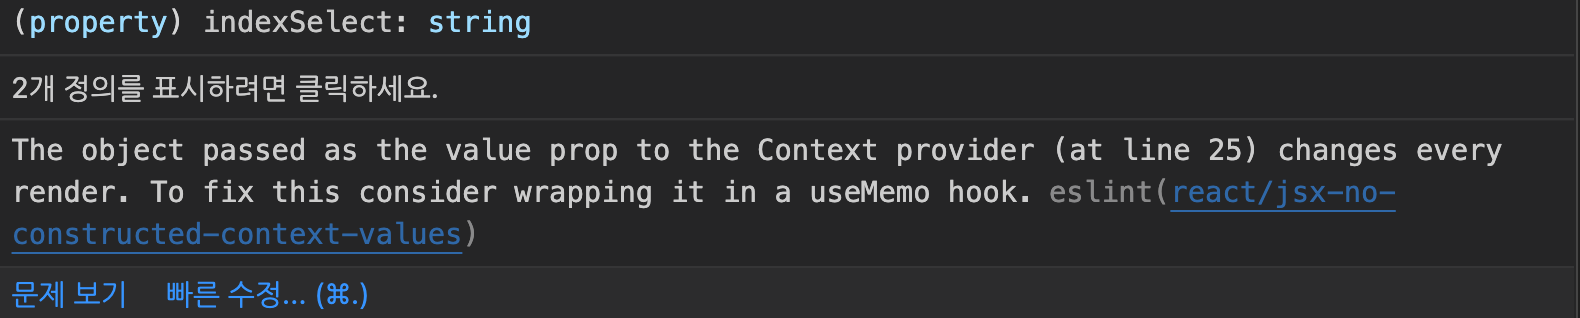 (property) indexSelect: string
2개 정의를 표시하려면 클릭하세요.
The object passed as the value prop to the Context provider (at line 25) changes every
render. To fix this consider wrapping it in a useMemo hook. eslint(react/jsx-no-
constructed-context-values)
문제 보기 빠른 수정... (⌘.)